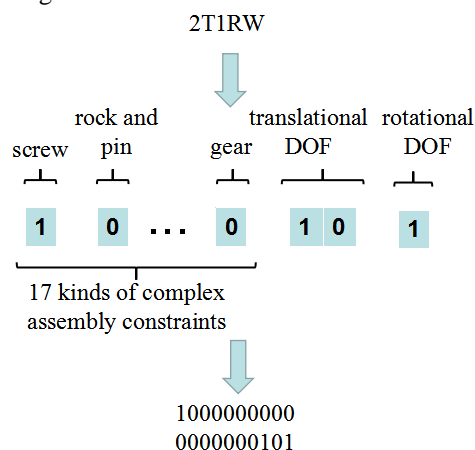 2T1RW
rock and
pin
translational
DOF
rotational
DOF
screw
gear
1 0 ... 0 1 0 1
17 kinds of complex
assembly constraints
1000000000
0000000101